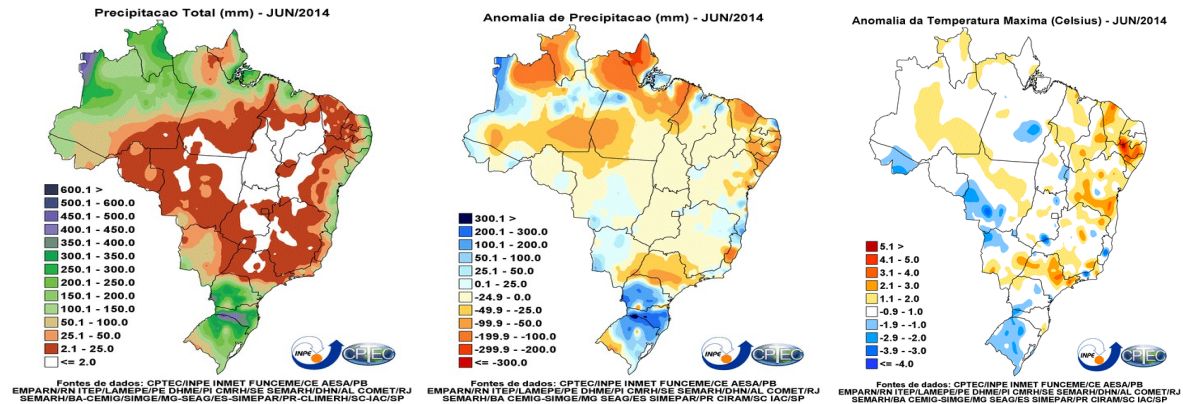 Precipitacao Total (mm) - JUN/2014
600.1 >
500.1 - 600.0
450.1 - 500.0
400.1 - 450.0
350.1 - 400.0
300.1 - 350.0
250.1 - 300.0
200.1 - 250.0
150.1 - 200.0
100.1 - 150.0
50.1 - 100.0
25.1 - 50.0
2.1 - 25.0
<= 2.0
INPE
CPTEC
Fontes de dados: CPTEC/INPE INMET FUNCEME/CE AESA/PB
EMPARN/RN ITEP/LAMEPE/PE DHME/PI CMRH/SE SEMARH/DHN/AL COMET/RJ
SEMARH/BA-CEMIG/SIMGE/MG-SEAG/ES-SIMEPAR/PR-CLIMERH/SC-IAC/SP
Anomalia de Precipitacao (mm) - JUN/2014
300.1 >
200.1 - 300.0
100.1 - 200.0
50.1 - 100.0
25.1 - 50.0
0.1 - 25.0
-24.9 - 0.0
-49.9 - -25.0
-99.9 - -50.0
-199.9 - -100.0
-299.9 - -200.0
<= -300.0
INPE
CPTEC
Fontes de dados: CPTEC/INPE INMET FUNCEME/CE AESA/PB
EMPARN/RN ITEP/LAMEPE/PE DHME/PI CMRH/SE SEMARH/DHN/AL COMET/RJ
SEMARH/BA CEMIG/SIMGE/MG SEAG/ES SIMEPAR/PR CIRAM/SC IAC/SP
Anomalia da Temperatura Maxima (Celsius) - JUN/2014
5.1 >
4.1 - 5.0
3.1 - 4.0
2.1 - 3.0
1.1 - 2.0
-0.9 - 1.0
-1.9 - -1.0
-2.9 - -2.0
-3.9 - -3.0
<= -4.0
INPE
CPTEC
Fontes de dados: CPTEC/INPE INMET FUNCEME/CE AESA/PB
EMPARN/RN ITEP/LAMEPE/PE DHME/PI CMRH/SE SEMARH/DHN/AL COMET/RJ
SEMARH/BA CEMIG-SIMGE/MG SEAG/ES SIMEPAR/PR CIRAM/SC IAC/SP